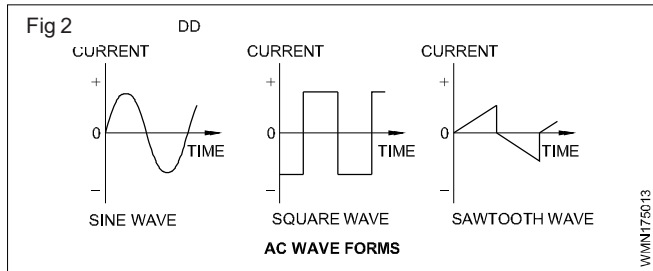 Fig 2 DD
CURRENT CURRENT CURRENT
+ + +
0 0 0
TIME TIME TIME
– – –
SINE WAVE SQUARE WAVE SAWTOOTH WAVE
AC WAVE FORMS
WMN175013